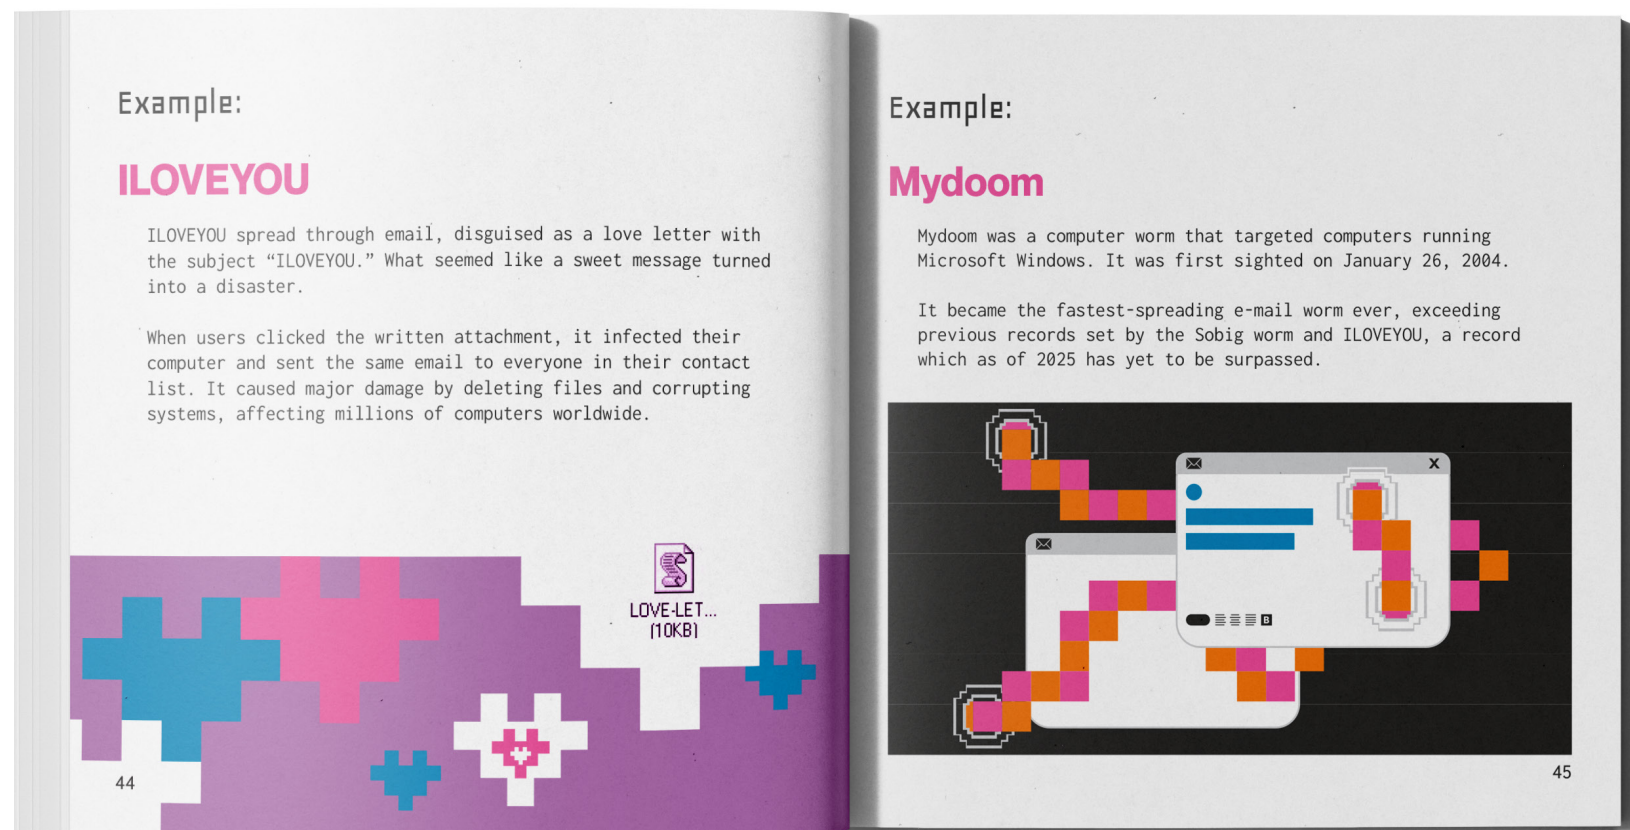 Example:
ILOVEYOU
ILOVEYOU spread through email, disguised as a love letter with
the subject “ILOVEYOU.” What seemed like a sweet message turned
into a disaster.
When users clicked the written attachment, it infected their
computer and sent the same email to everyone in their contact
list. It caused major damage by deleting files and corrupting
systems, affecting millions of computers worldwide.
LOVE-LET...
(10KB)
44
Example:
Mydoom
Mydoom was a computer worm that targeted computers running
Microsoft Windows. It was first sighted on January 26, 2004.
It became the fastest-spreading e-mail worm ever, exceeding
previous records set by the Sobig worm and ILOVEYOU, a record
which as of 2025 has yet to be surpassed.
X
B
45